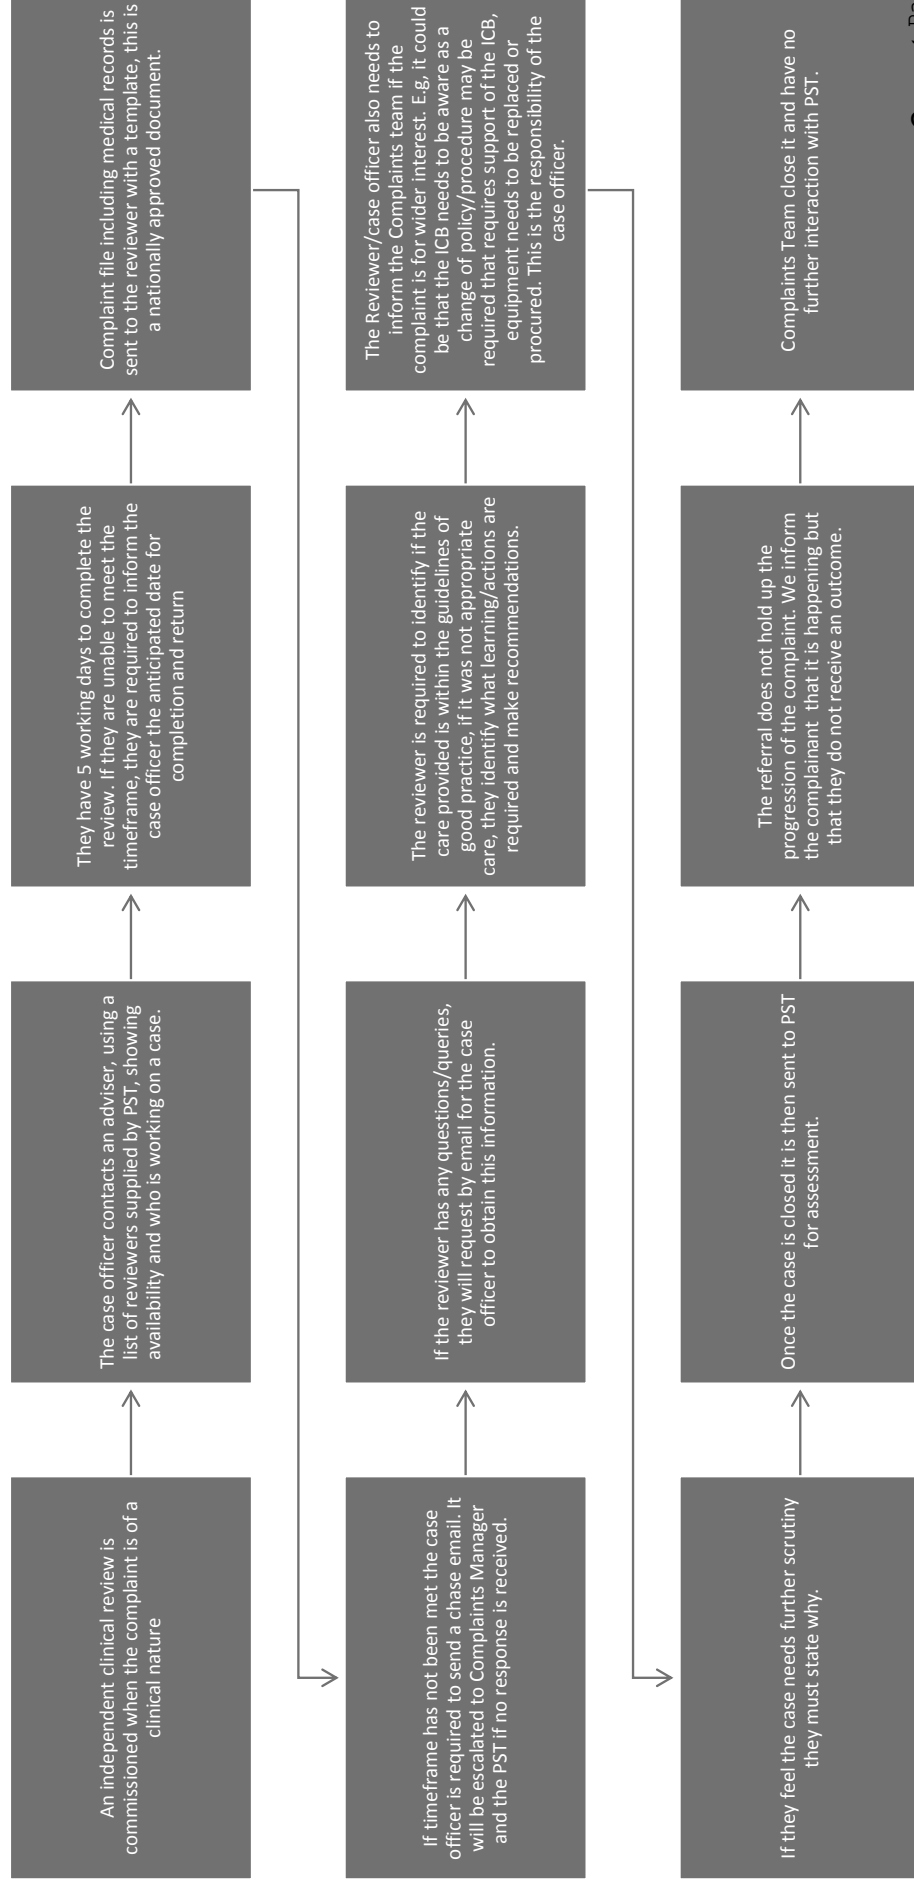 An independent clinical review is
commissioned when the complaint is of a
clinical nature
The case officer contacts an adviser, using a
list of reviewers supplied by PST, showing
availability and who is working on a case.
They have 5 working days to complete the
review. If they are unable to meet the
timeframe, they are required to inform the
case officer the anticipated date for
completion and return
Complaint file including medical records is
sent to the reviewer with a template, this is
a nationally approved document.
If timeframe has not been met the case
officer is required to send a chase email. It
will be escalated to Complaints Manager
and the PST if no response is received.
If the reviewer has any questions/queries,
they will request by email for the case
officer to obtain this information.
The reviewer is required to identify if the
care provided is within the guidelines of
good practice, if it was not appropriate
care, they identify what learning/actions are
required and make recommendations.
The Reviewer/case officer also needs to
inform the Complaints team if the
complaint is for wider interest. E.g, it could
be that the ICB needs to be aware as a
change of policy/procedure may be
required that requires support of the ICB,
equipment needs to be replaced or
procured. This is the responsibility of the
case officer.
If they feel the case needs further scrutiny
they must state why.
Once the case is closed it is then sent to PST
for assessment.
The referral does not hold up the
progression of the complaint. We inform
the complainant  that it is happening but
that they do not receive an outcome.
Complaints Team close it and have no
further interaction with PST.